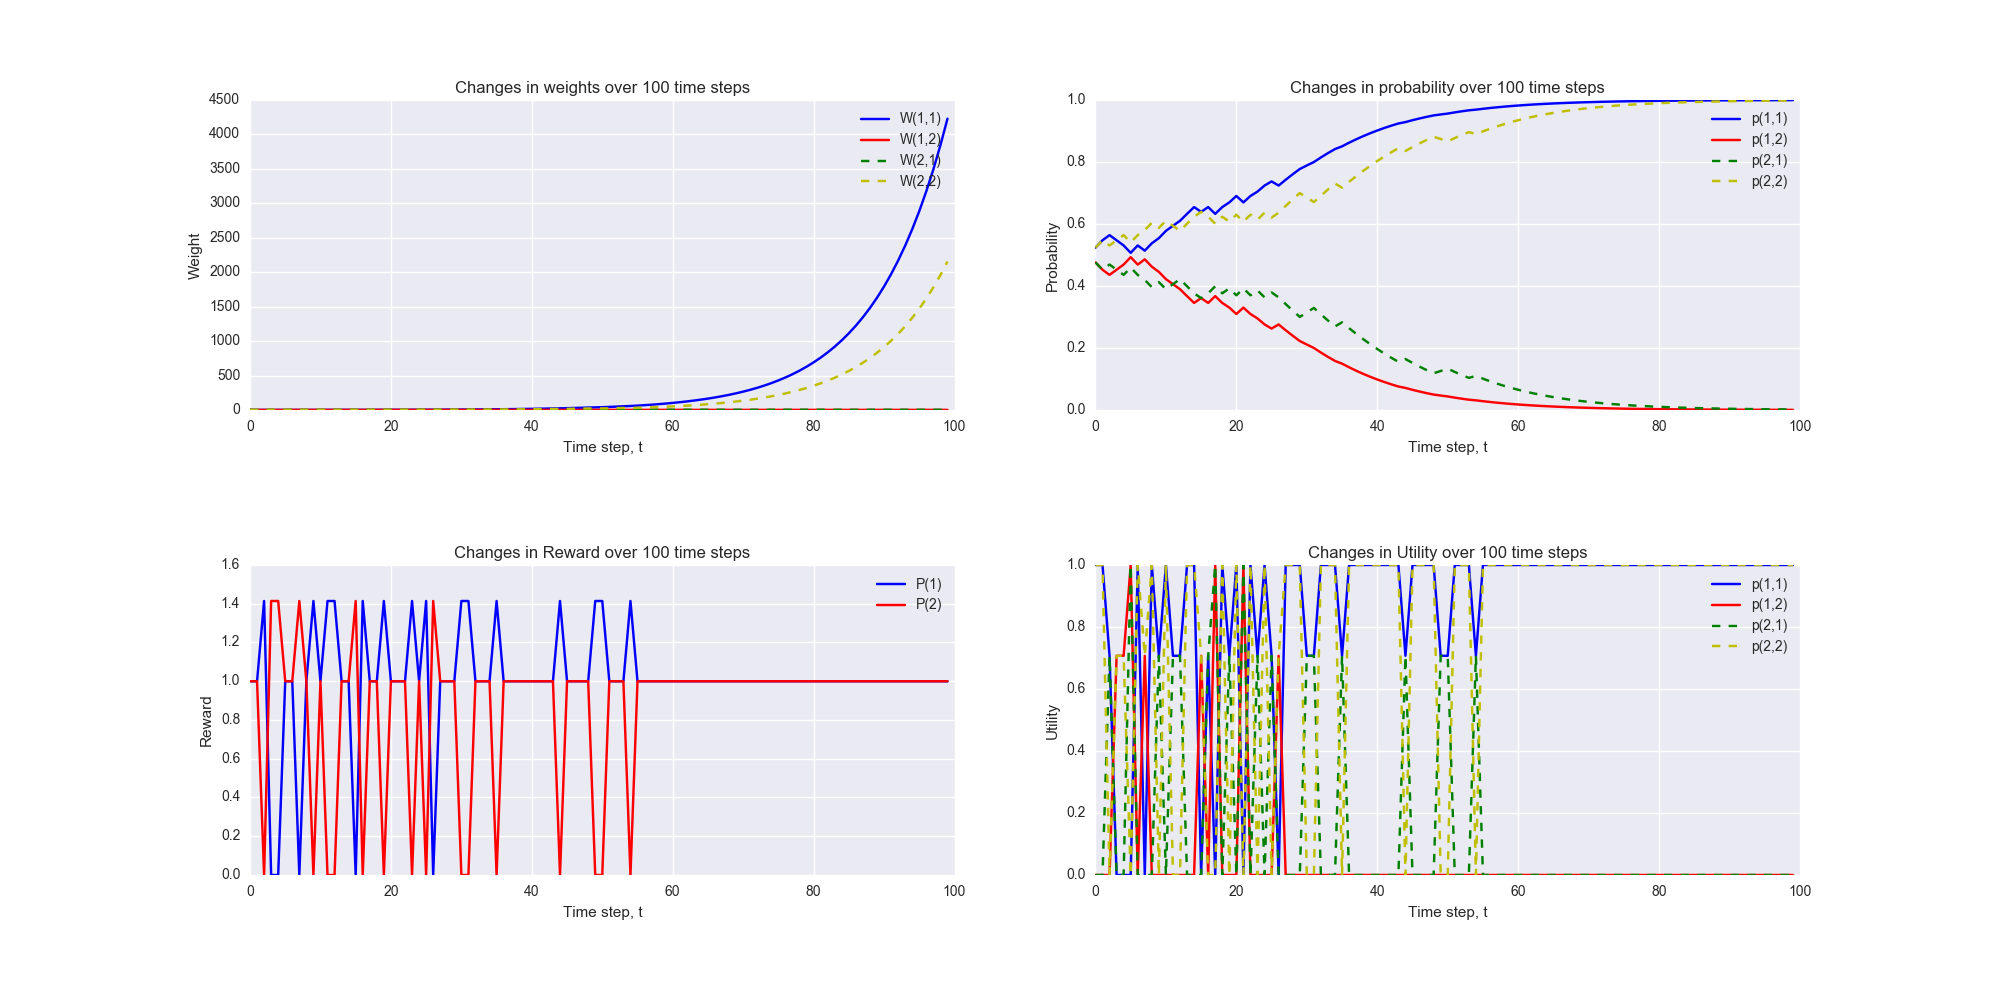 Changes in weights over 100 time steps
4500
4000
3500
3000
2500
2000
1500
1000
500
0
Weight
W(1,1)
W(1,2)
W(2,1)
W(2,2)
0 20 40 60 80 100
Time step, t
Changes in probability over 100 time steps
1.0
0.8
0.6
0.4
0.2
0.0
Probability
p(1,1)
p(1,2)
p(2,1)
p(2,2)
0 20 40 60 80 100
Time step, t
Changes in Reward over 100 time steps
1.6
1.4
1.2
1.0
0.8
0.6
0.4
0.2
0.0
Reward
P(1)
P(2)
0 20 40 60 80 100
Time step, t
Changes in Utility over 100 time steps
1.0
0.8
0.6
0.4
0.2
0.0
Utility
p(1,1)
p(1,2)
p(2,1)
p(2,2)
0 20 40 60 80 100
Time step, t